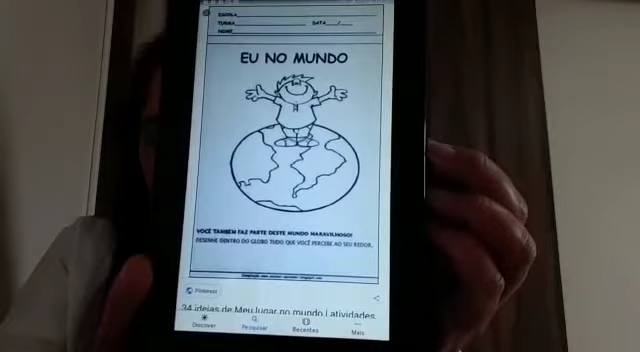 ESCOLA
TURMA DATA / /
NOME
EU NO MUNDO
VOCÊ TAMBÉM FAZ PARTE DESTE MUNDO MARAVILHOSO!
DESENHE DENTRO DO GLOBO TUDO QUE VOCÊ PERCEBE AO SEU REDOR.
Pinterest
34 ideias de Meu lugar no mundo | atividades
Discover Pesquisar Recentes Mais